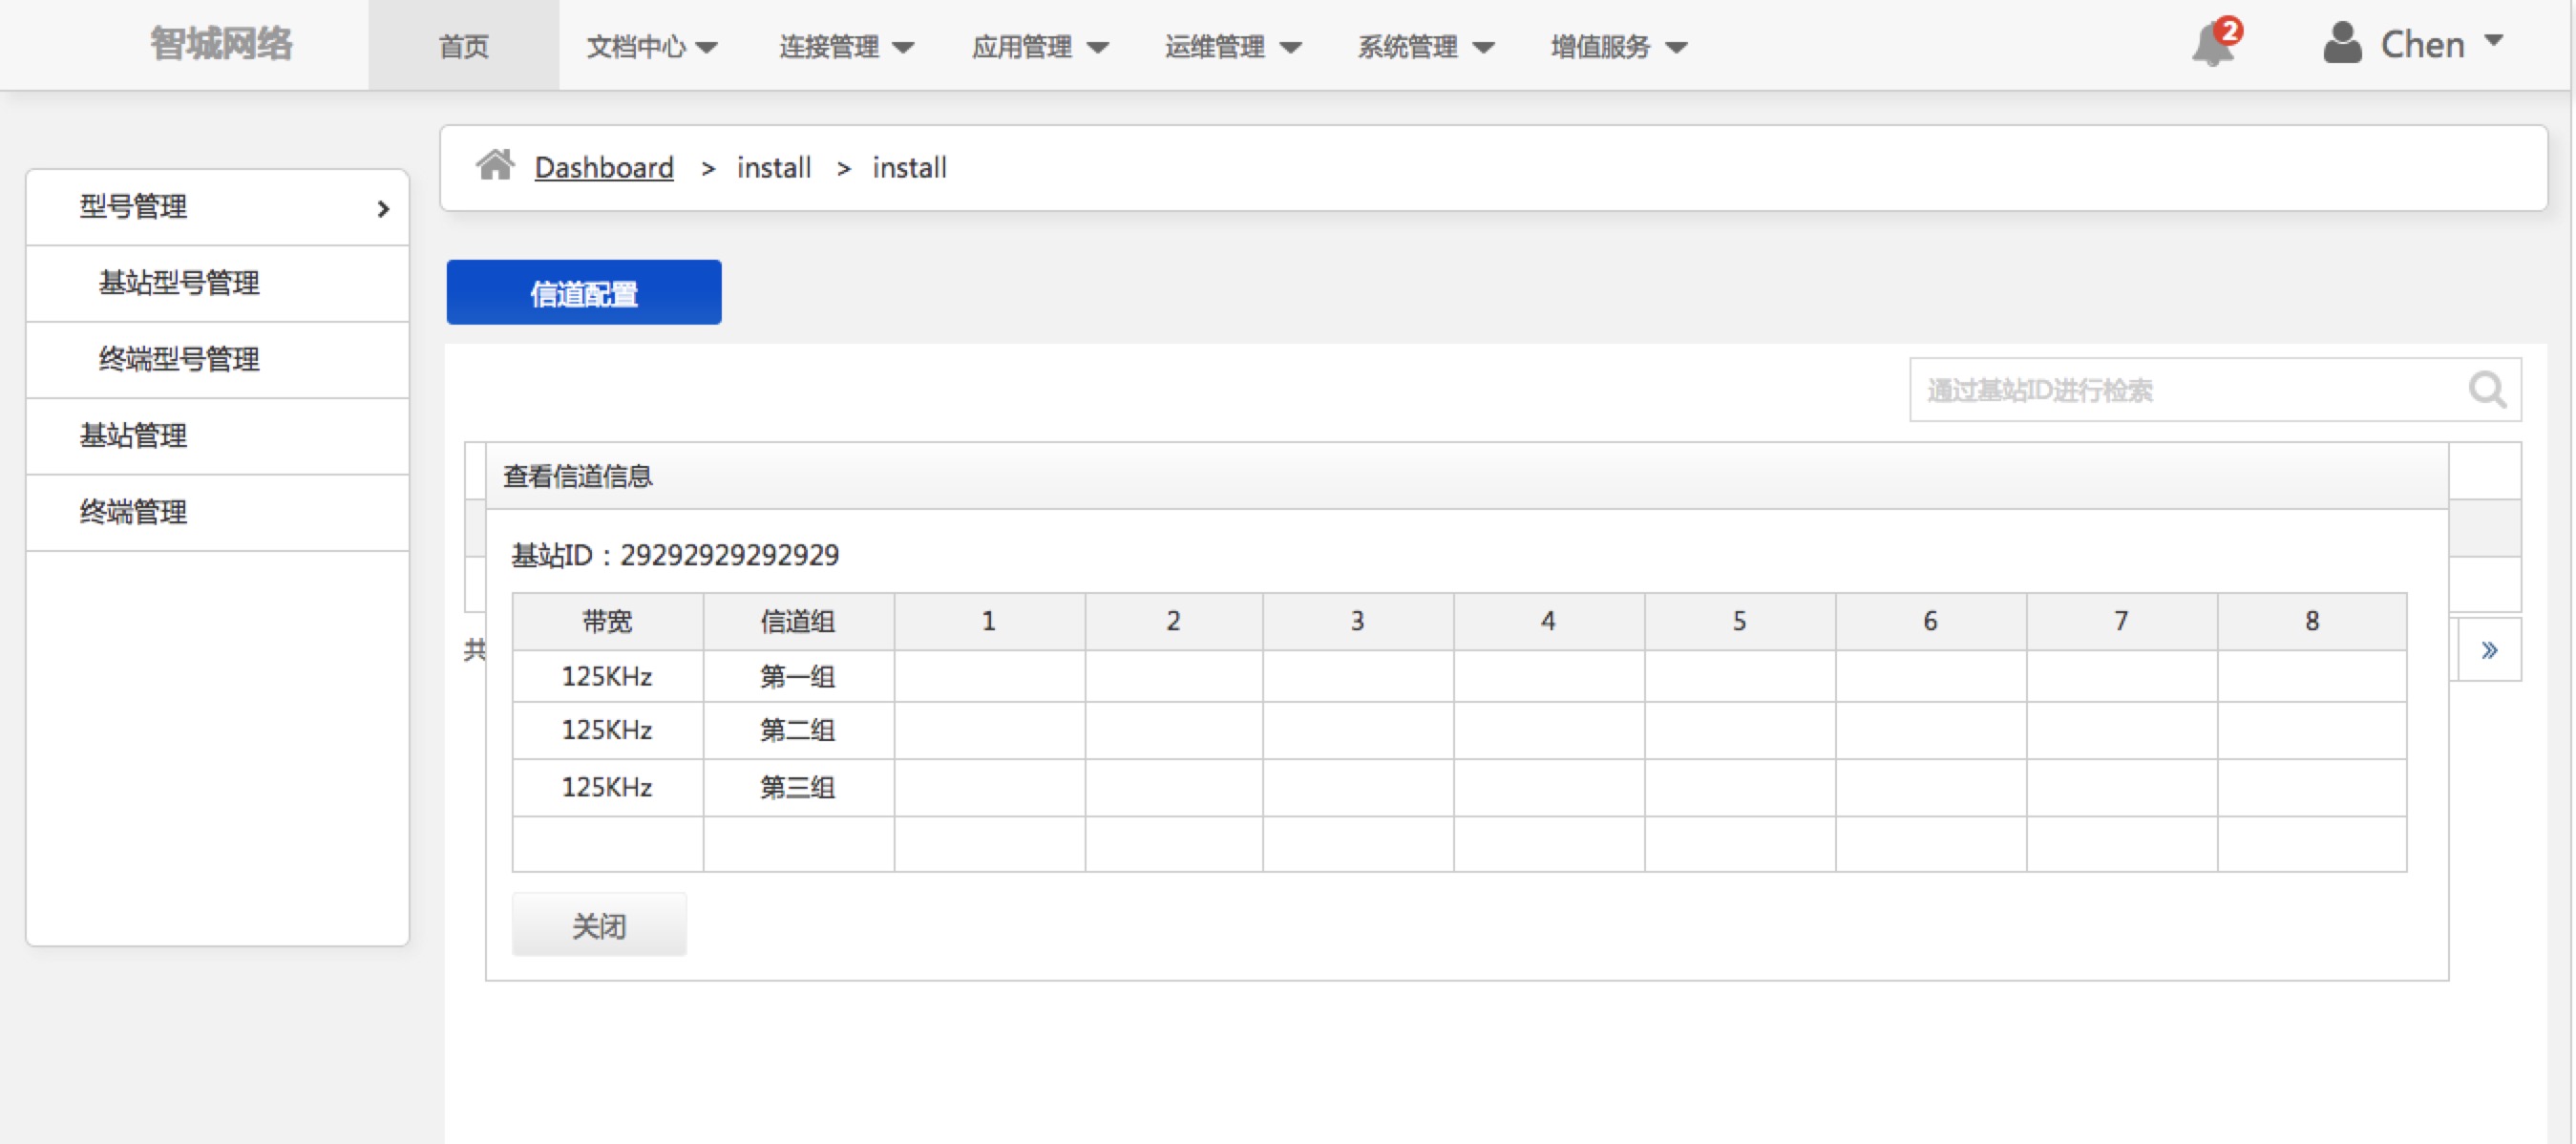 智城网络 首页 文档中心 连接管理 应用管理 运维管理 系统管理 增值服务 2 Chen
Dashboard > install > install
型号管理
基站型号管理
终端型号管理
基站管理
终端管理
信道配置
通过基站ID进行检索
查看信道信息
基站ID：29292929292929
带宽 信道组 1 2 3 4 5 6 7 8
共
125KHz 第一组
125KHz 第二组
125KHz 第三组
关闭